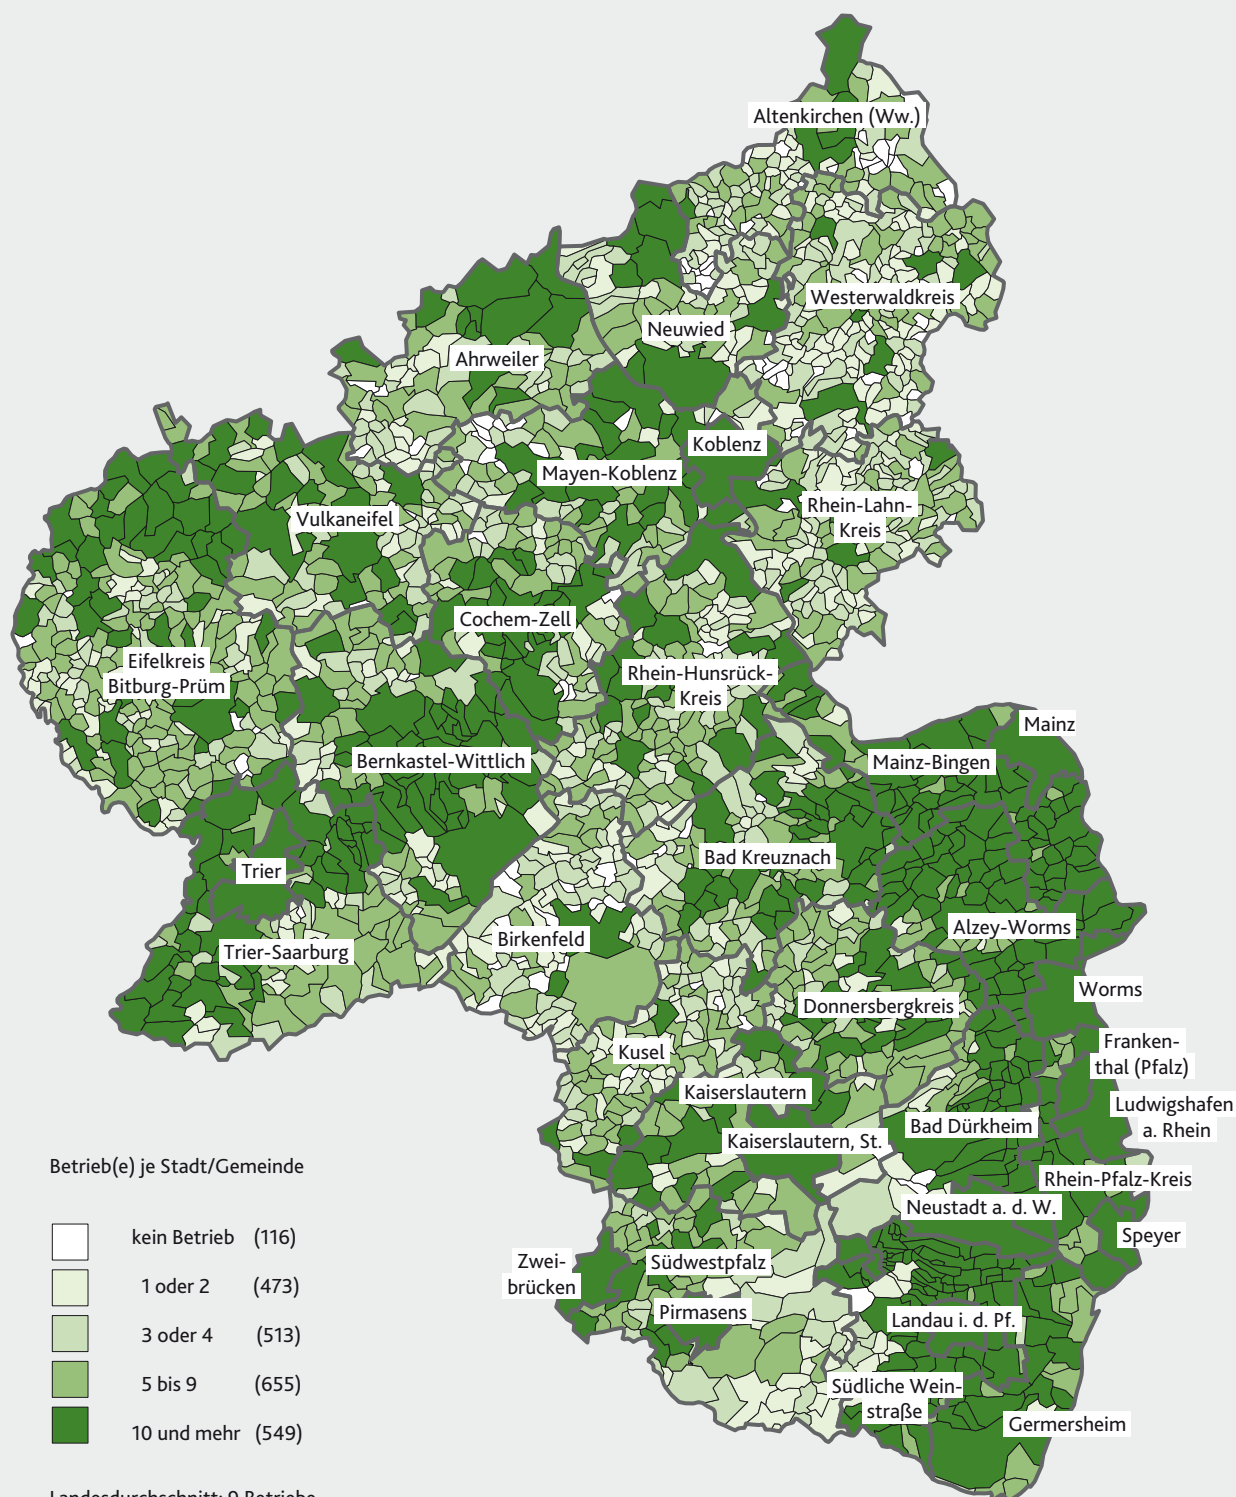 Altenkirchen (Ww.)
Westerwaldkreis
Neuwied
Ahrweiler
Koblenz
Mayen-Koblenz
Rhein-Lahn-
Kreis
Vulkaneifel
Cochem-Zell
Eifelkreis
Bitburg-Prüm
Rhein-Hunsrück-
Kreis
Mainz
Bernkastel-Wittlich
Mainz-Bingen
Bad Kreuznach
Trier
Alzey-Worms
Birkenfeld
Trier-Saarburg
Worms
Donnersbergkreis
Kusel
Franken-
thal (Pfalz)
Kaiserslautern
Ludwigshafen
a. Rhein
Bad Dürkheim
Kaiserslautern, St.
Rhein-Pfalz-Kreis
Neustadt a. d. W.
Speyer
Zwei-
brücken
Südwestpfalz
Pirmasens
Landau i. d. Pf.
Südliche Wein-
straße
Germersheim
Betrieb(e) je Stadt/Gemeinde
kein Betrieb (116)
1 oder 2 (473)
3 oder 4 (513)
5 bis 9 (655)
10 und mehr (549)
Landesdurchschnitt: 9 Betriebe